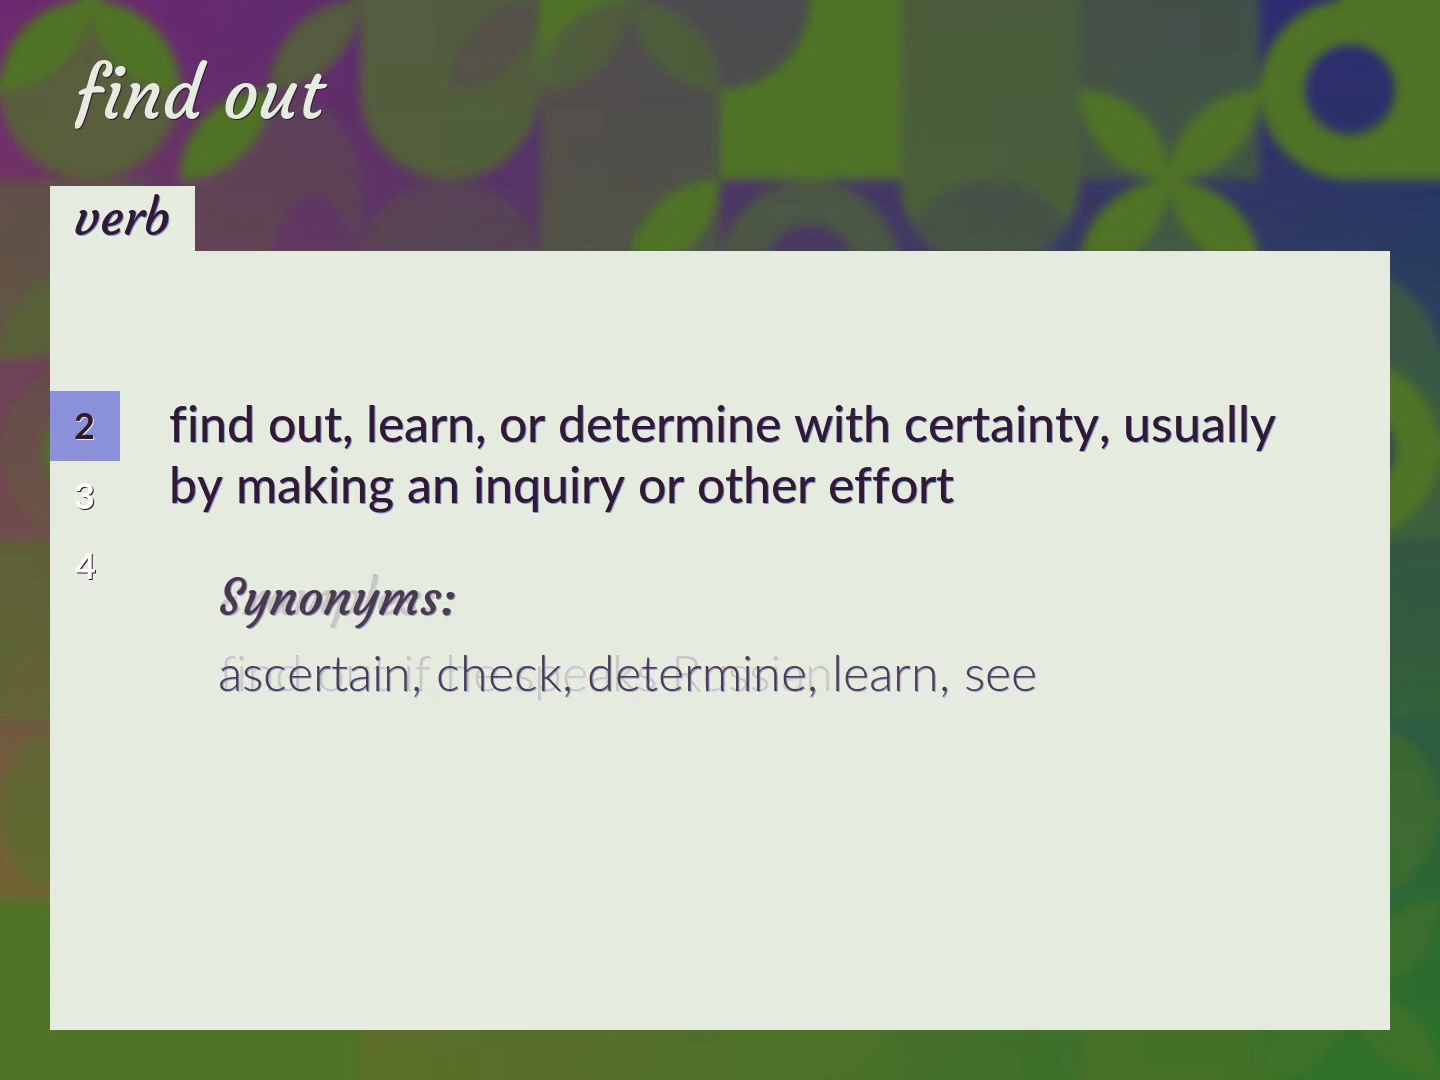 find out
verb
2
find out, learn, or determine with certainty, usually
by making an inquiry or other effort
3
4
Synonyms:
ascertain, check, determine, learn, see